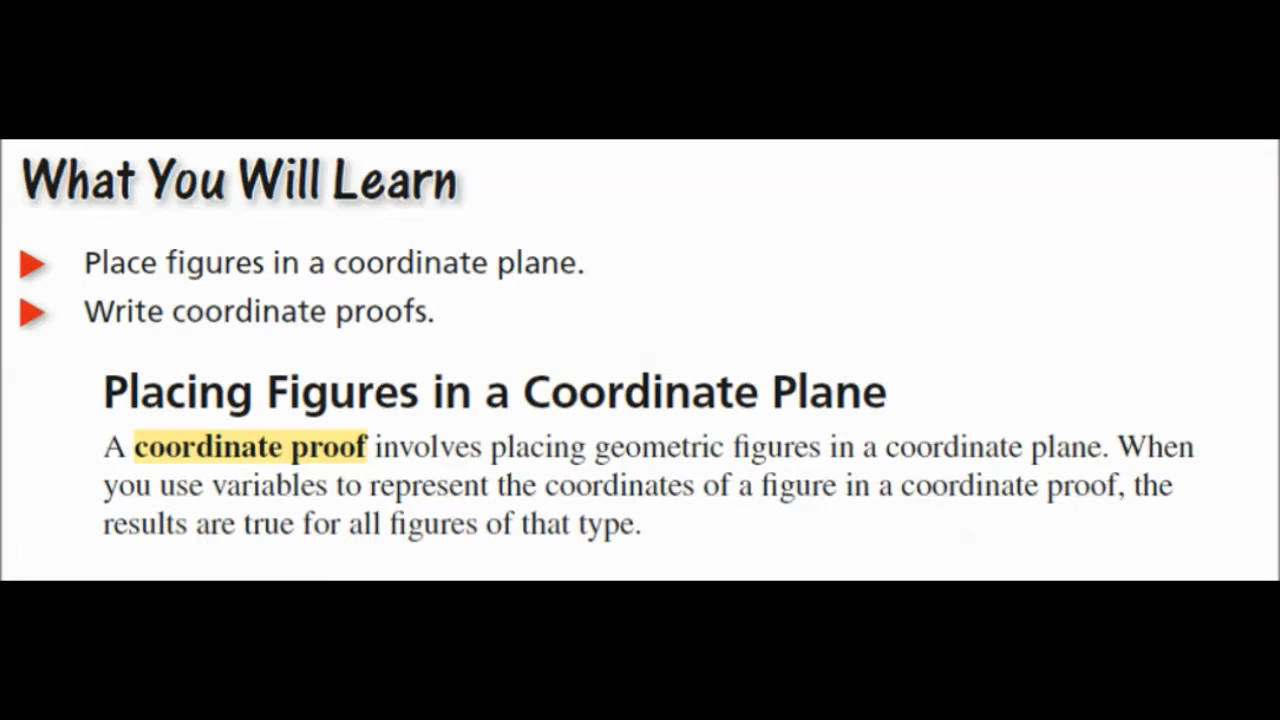 What You Will Learn
Place figures in a coordinate plane.
Write coordinate proofs.
Placing Figures in a Coordinate Plane
A coordinate proof involves placing geometric figures in a coordinate plane. When
you use variables to represent the coordinates of a figure in a coordinate proof, the
results are true for all figures of that type.